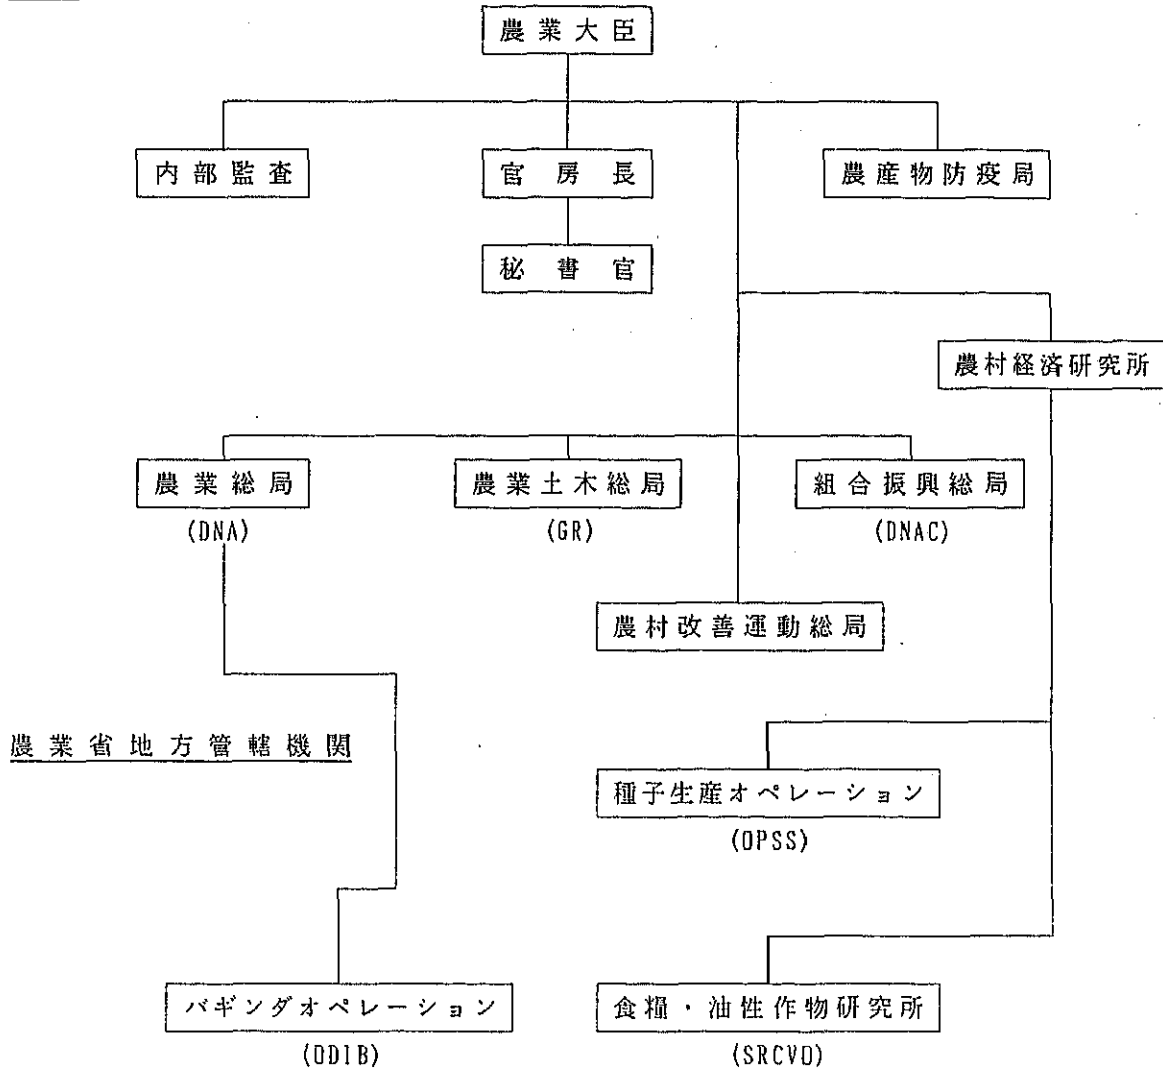 農業大臣
内部監査
官房長
農産物防疫局
秘書官
農村経済研究所
農業総局
農業土木総局
組合振興総局
(DNA)
(GR)
(DNAC)
農村改善運動総局
農業省地方管轄機関
種子生産オペレーション
(OPSS)
バギンダオペレーション
食糧・油性作物研究所
(ODIB)
(SRCVO)